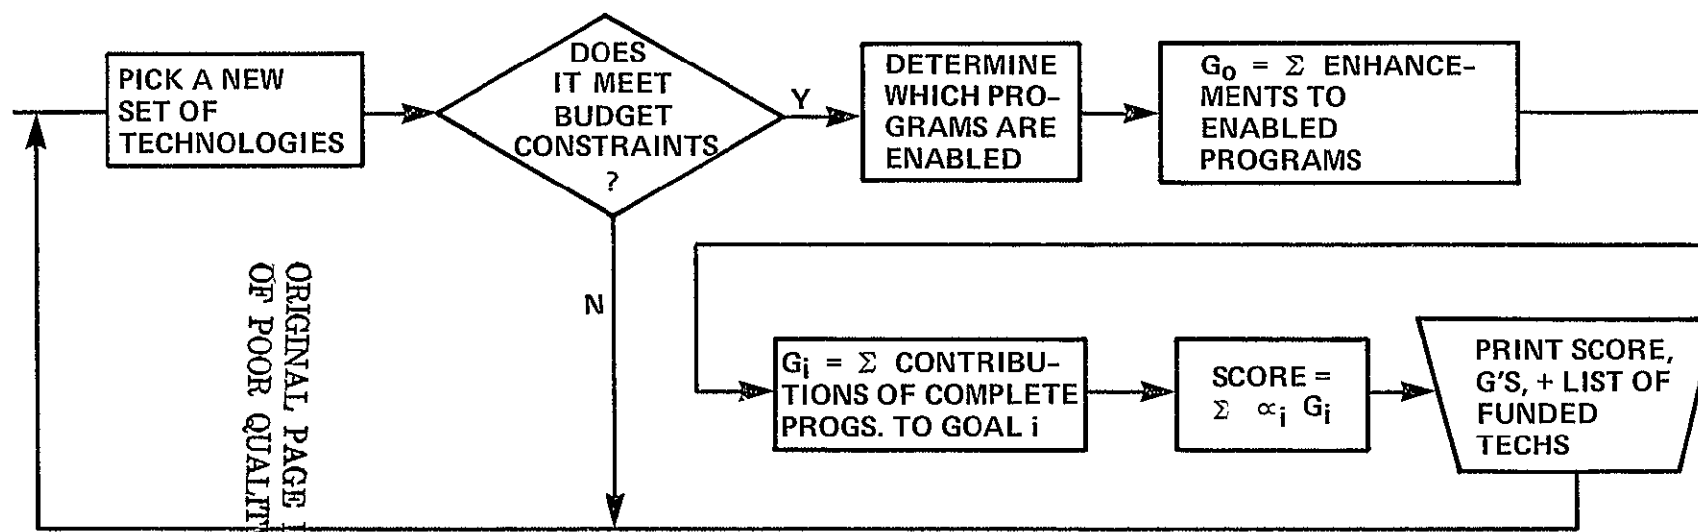 PICK A NEW
SET OF
TECHNOLOGIES
DOES
IT MEET
BUDGET
CONSTRAINTS
?
Y
N
DETERMINE
WHICH PRO-
GRAMS ARE
ENABLED
G₀ = Σ ENHANCE-
MENTS TO
ENABLED
PROGRAMS
Gᵢ = Σ CONTRIBU-
TIONS OF COMPLETE
PROGS. TO GOAL i
SCORE =
Σ ∝ᵢ Gᵢ
PRINT SCORE,
G'S, + LIST OF
FUNDED
TECHS
ORIGINAL PAGE
OF POOR